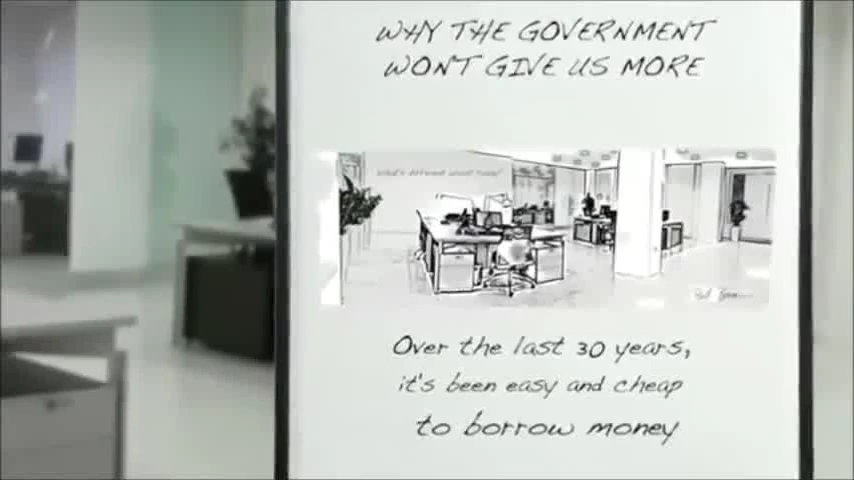 WHY THE GOVERNMENT
WONT GIVE US MORE
Over the last 30 years,
it's been easy and cheap
to borrow money